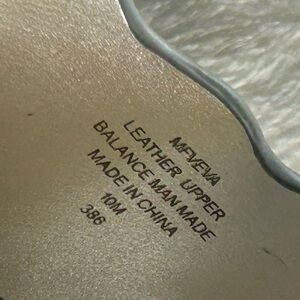 MFVEVA
LEATHER UPPER
BALANCE MAN MADE
MADE IN CHINA
10M
386